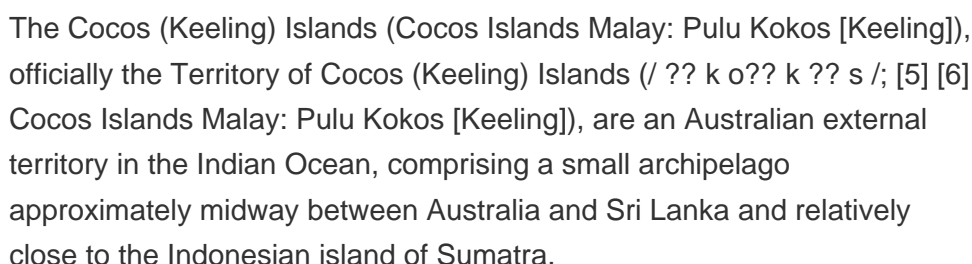 The Cocos (Keeling) Islands (Cocos Islands Malay: Pulu Kokos [Keeling]),
officially the Territory of Cocos (Keeling) Islands (/ ?? k o?? k ?? s /; [5] [6]
Cocos Islands Malay: Pulu Kokos [Keeling]), are an Australian external
territory in the Indian Ocean, comprising a small archipelago
approximately midway between Australia and Sri Lanka and relatively
close to the Indonesian island of Sumatra.